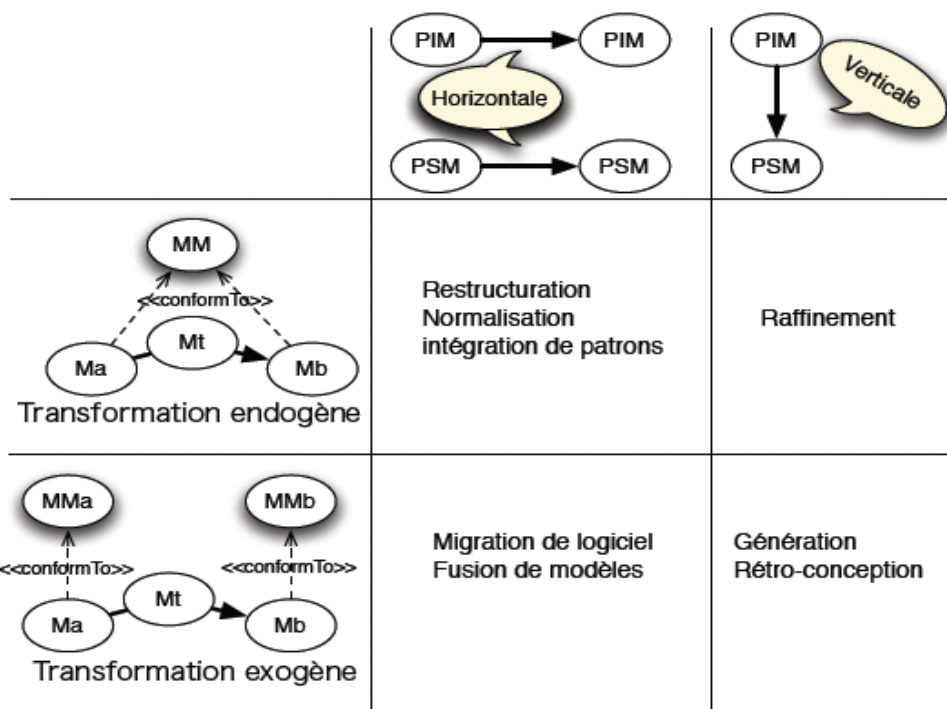 PIM
PIM
PIM
Horizontale
Verticale
PSM
PSM
PSM
MM
<<conformTo>>
Mt
Ma
Mb
Transformation endogène
Restructuration
Normalisation
intégration de patrons
Raffinement
MMa
MMb
<<conformTo>>
<<conformTo>>
Mt
Ma
Mb
Transformation exogène
Migration de logiciel
Fusion de modèles
Génération
Rétro-conception